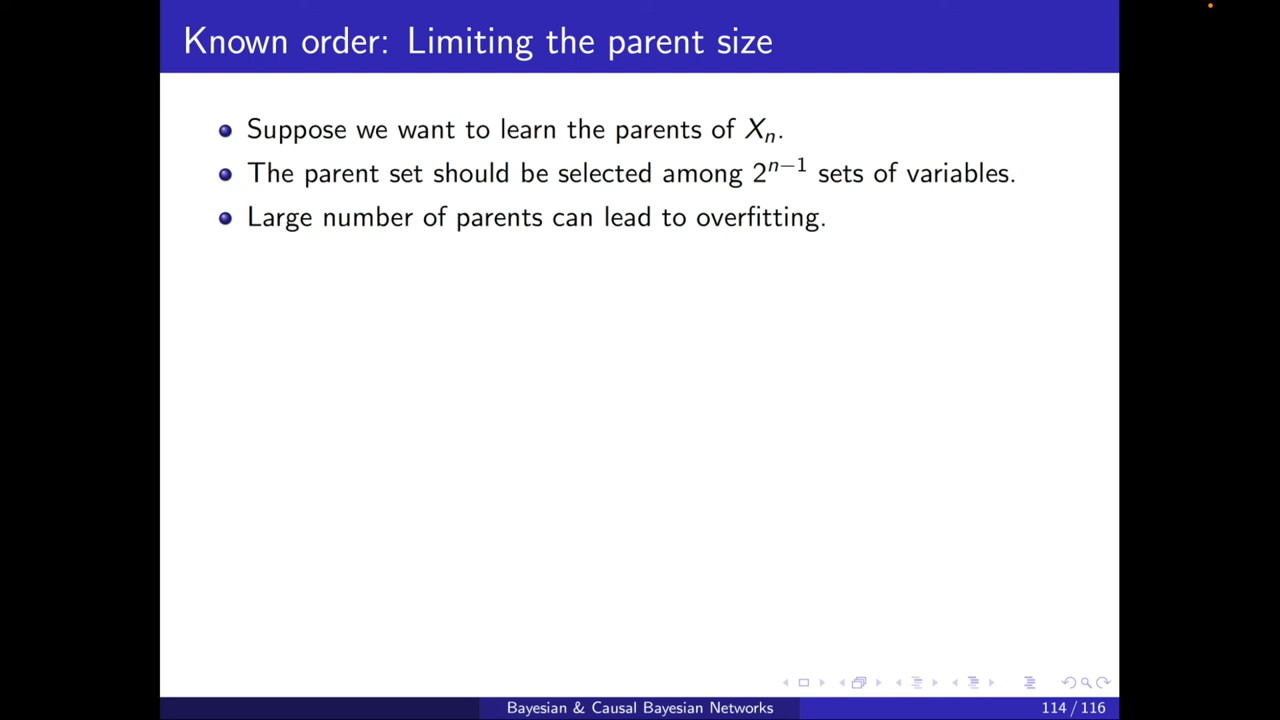 Known order: Limiting the parent size
Suppose we want to learn the parents of Xₙ.
The parent set should be selected among 2ⁿ⁻¹ sets of variables.
Large number of parents can lead to overfitting.
Bayesian & Causal Bayesian Networks 114 / 116